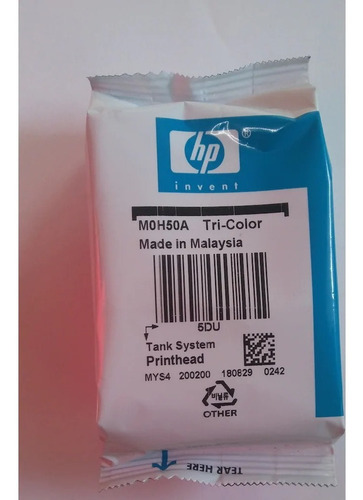 hp
®
invent
M0H50A Tri-Color
Made in Malaysia
5DU
Tank System
Printhead
MYS4 200200 180829 0242
OTHER
TEAR HERE